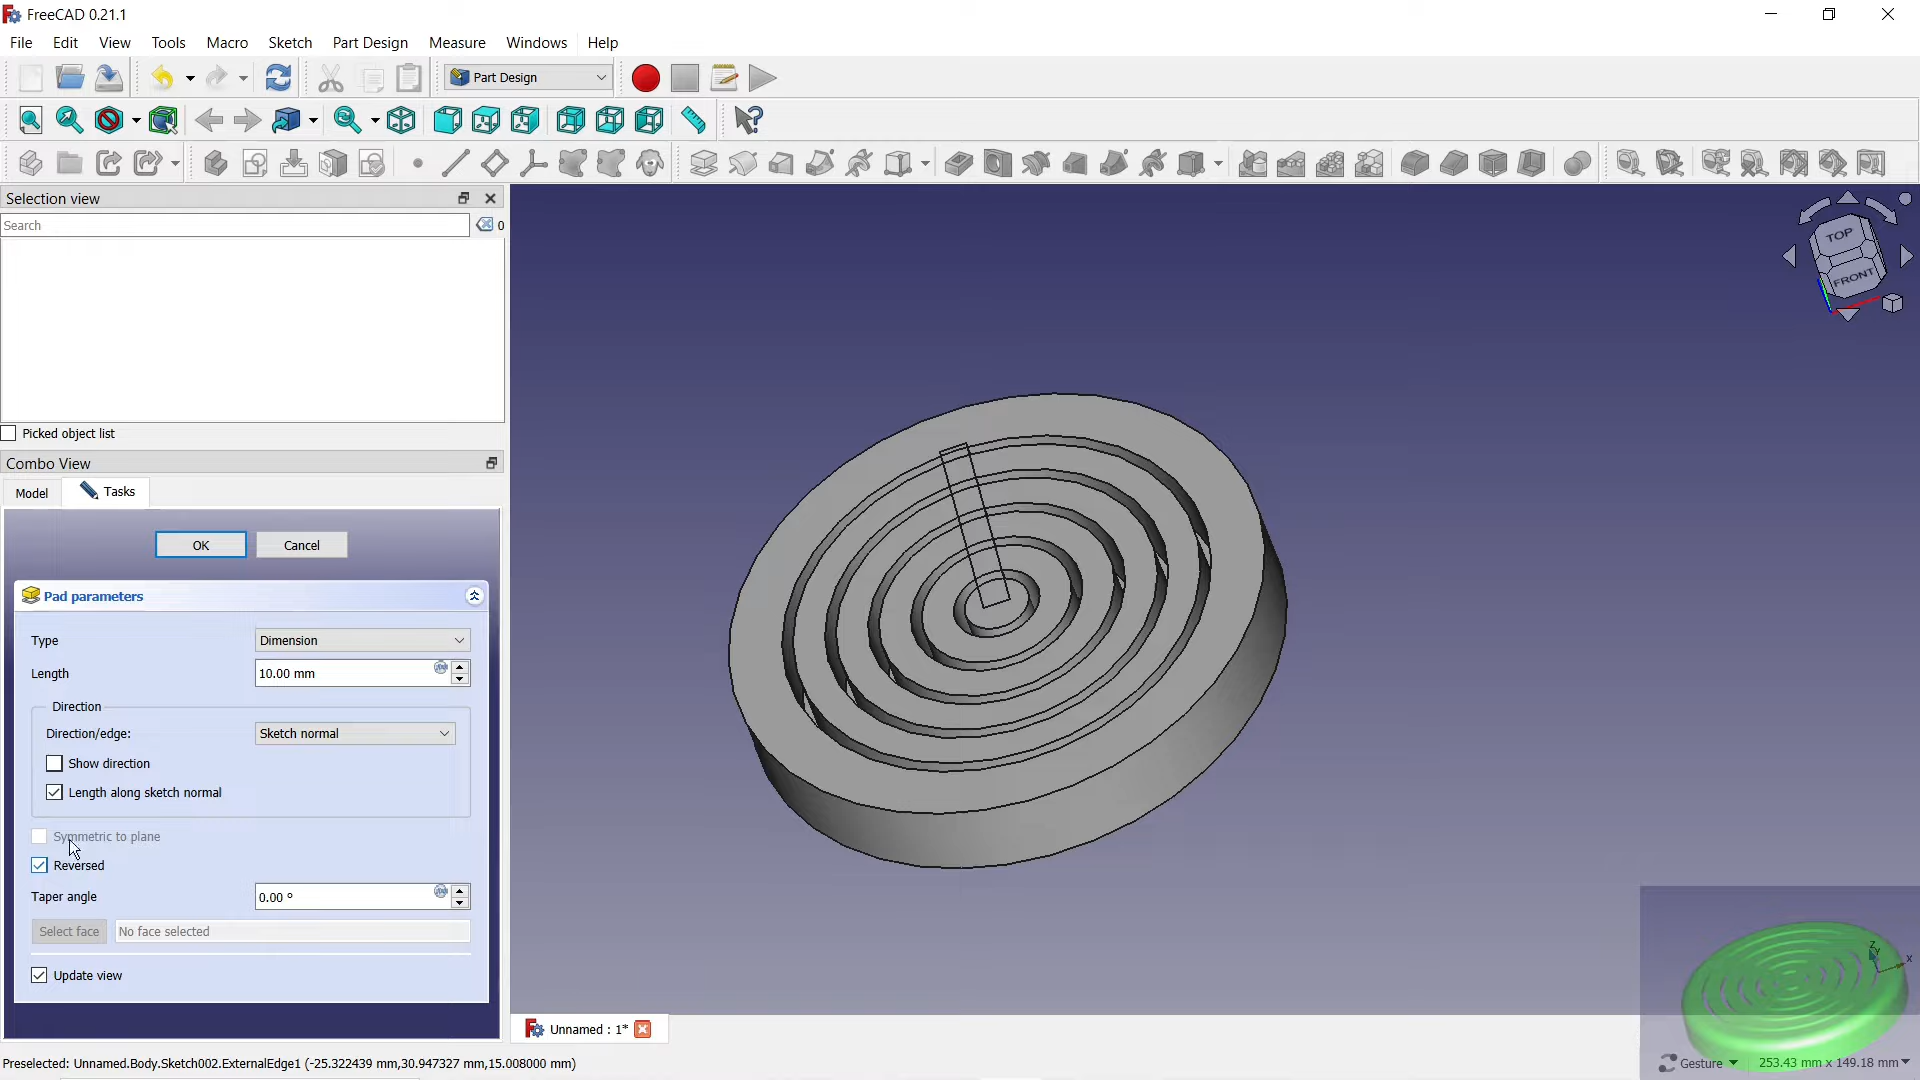 FreeCAD 0.21.1
File Edit View Tools Macro Sketch Part Design Measure Windows Help
Part Design
Selection view
Search
0
Picked object list
Combo View
Model Tasks
OK Cancel
Pad parameters
Type Dimension
Length 10.00 mm
Direction
Direction/edge: Sketch normal
Show direction
Length along sketch normal
Symmetric to plane
Reversed
Taper angle 0.00 °
Select face No face selected
Update view
TOP
FRONT
Z
Y
X
Unnamed : 1*
Preselected: Unnamed.Body.Sketch002.ExternalEdge1 (-25.322439 mm,30.947327 mm,15.008000 mm)
Gesture 253.43 mm x 149.18 mm